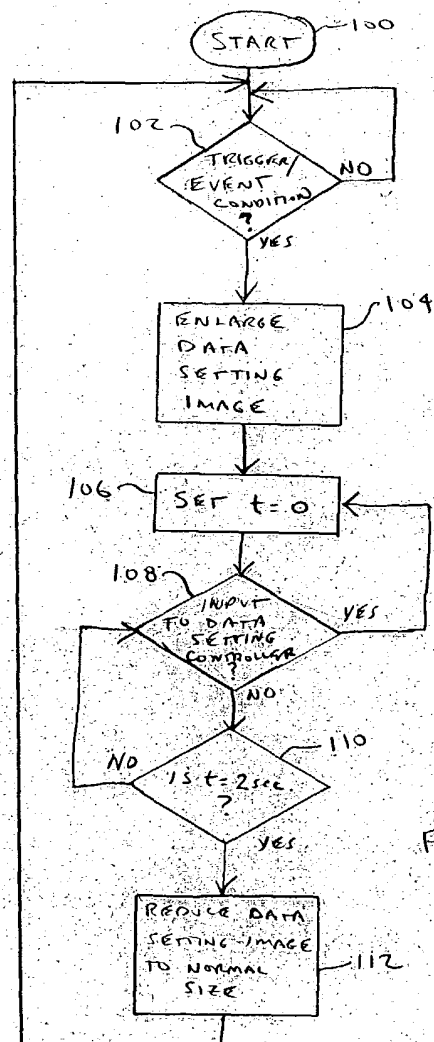 START
100
102
TRIGGER/
EVENT
CONDITION
?
NO
YES
104
ENLARGE
DATA
SETTING
IMAGE
106
SET t=0
108
INPUT
TO DATA
SETTING
CONTROLLER
?
YES
NO
110
NO
IS t=2sec.
?
YES
F
REDUCE DATA
SETTING IMAGE
TO NORMAL
SIZE
112